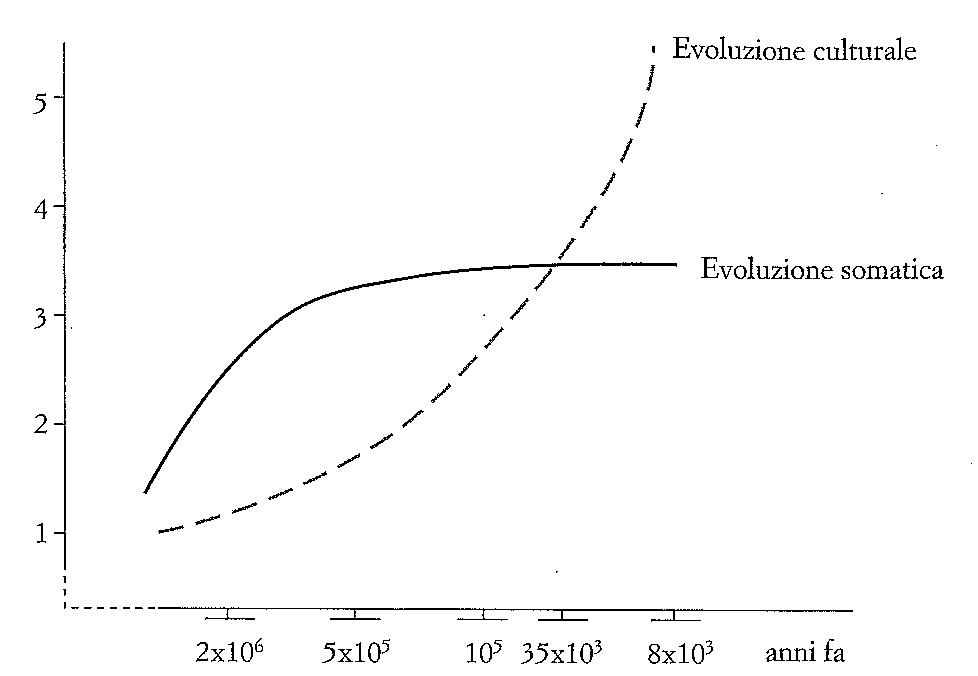 Evoluzione culturale
5
4
Evoluzione somatica
3
2
1
2x10⁶ 5x10⁵ 10⁵ 35x10³ 8x10³ anni fa